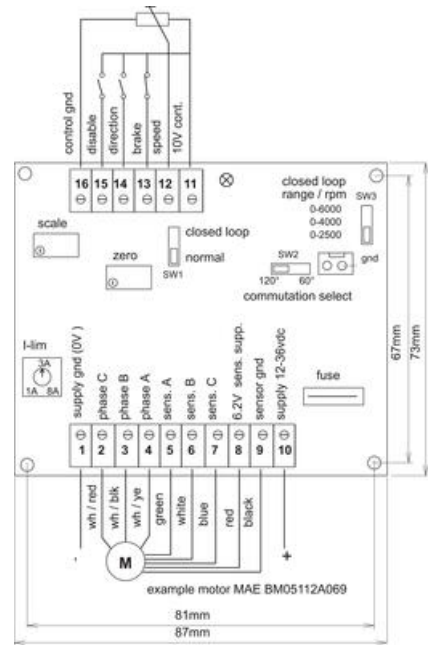 control gnd
disable
direction
brake
speed
10V cont.
16 15 14 13 12 11
closed loop
range / rpm
SW3
0-6000
0-4000
0-2500
scale
closed loop
normal
SW1
zero
SW2
gnd
120° 60°
commutation select
I-lim
3A
1A 8A
supply gnd (0V)
phase C
phase B
phase A
sens. A
sens. B
sens. C
6.2V sens. supp.
sensor gnd
supply 12-36vdc
fuse
1 2 3 4 5 6 7 8 9 10
wh / red
wh / blk
wh / ye
green
white
blue
red
black
- M +
example motor MAE BM05112A069
67mm
73mm
81mm
87mm